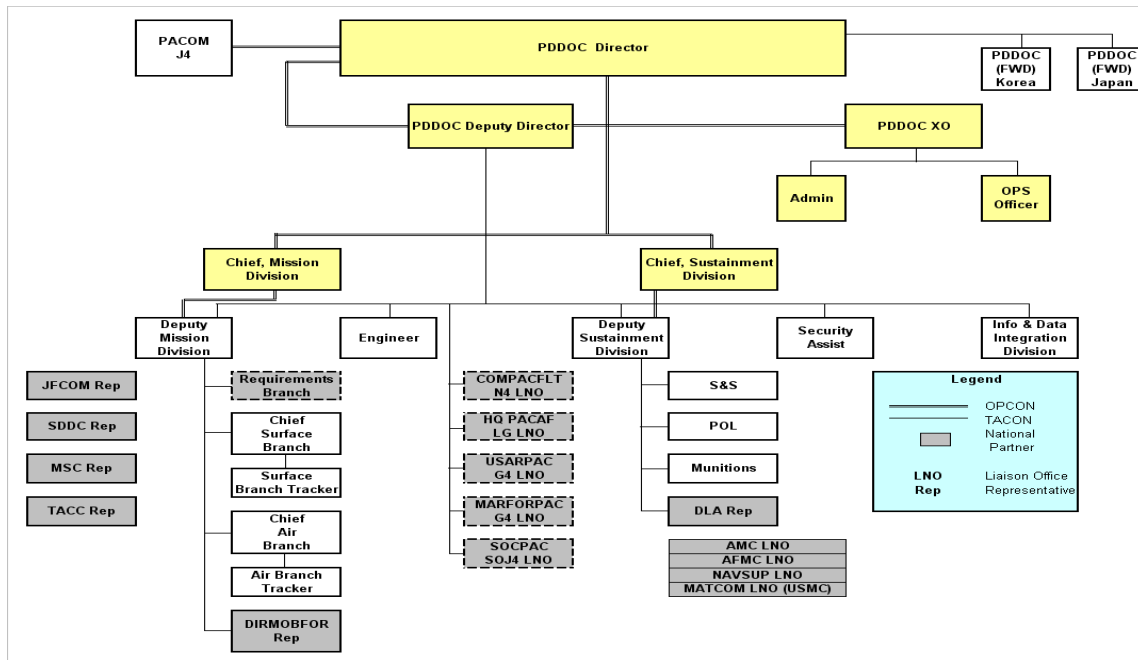 PACOM
J4
PDDOC Director
PDDOC
(FWD)
Korea
PDDOC
(FWD)
Japan
PDDOC Deputy Director
PDDOC XO
Admin
OPS
Officer
Chief, Mission
Division
Chief, Sustainment
Division
Deputy
Mission
Division
Engineer
Deputy
Sustainment
Division
Security
Assist
Info & Data
Integration
Division
JFCOM Rep
SDDC Rep
MSC Rep
TACC Rep
Requirements
Branch
Chief
Surface
Branch
Surface
Branch Tracker
Chief
Air
Branch
Air Branch
Tracker
DIRMOBFOR
Rep
COMPACFLT
N4 LNO
HQ PACAF
LG LNO
USARPAC
G4 LNO
MARFORPAC
G4 LNO
SOCPAC
SOJ4 LNO
S&S
POL
Munitions
DLA Rep
AMC LNO
AFMC LNO
NAVSUP LNO
MATCOM LNO (USMC)
Legend
OPCON
TACON
National
Partner
LNO Liaison Office
Rep Representative